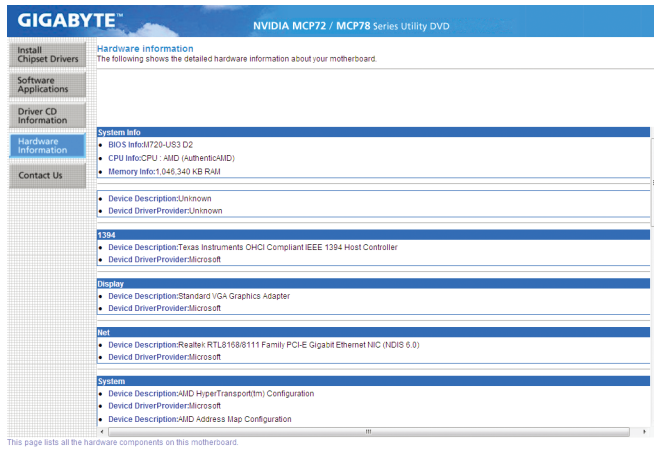 GIGABYTE™
NVIDIA MCP72 / MCP78 Series Utility DVD
Install
Chipset Drivers
Software
Applications
Driver CD
Information
Hardware
Information
Contact Us
Hardware information
The following shows the detailed hardware information about your motherboard.
System Info
• BIOS Info:M720-US3 D2
• CPU Info:CPU : AMD (AuthenticAMD)
• Memory Info:1,046,340 KB RAM
• Device Description:Unknown
• Devicd DriverProvider:Unknown
1394
• Device Description:Texas Instruments OHCI Compliant IEEE 1394 Host Controller
• Devicd DriverProvider:Microsoft
Display
• Device Description:Standard VGA Graphics Adapter
• Devicd DriverProvider:Microsoft
Net
• Device Description:Realtek RTL8168/8111 Family PCI-E Gigabit Ethernet NIC (NDIS 6.0)
• Devicd DriverProvider:Microsoft
System
• Device Description:AMD HyperTransport(tm) Configuration
• Devicd DriverProvider:Microsoft
• Device Description:AMD Address Map Configuration
This page lists all the hardware components on this motherboard.